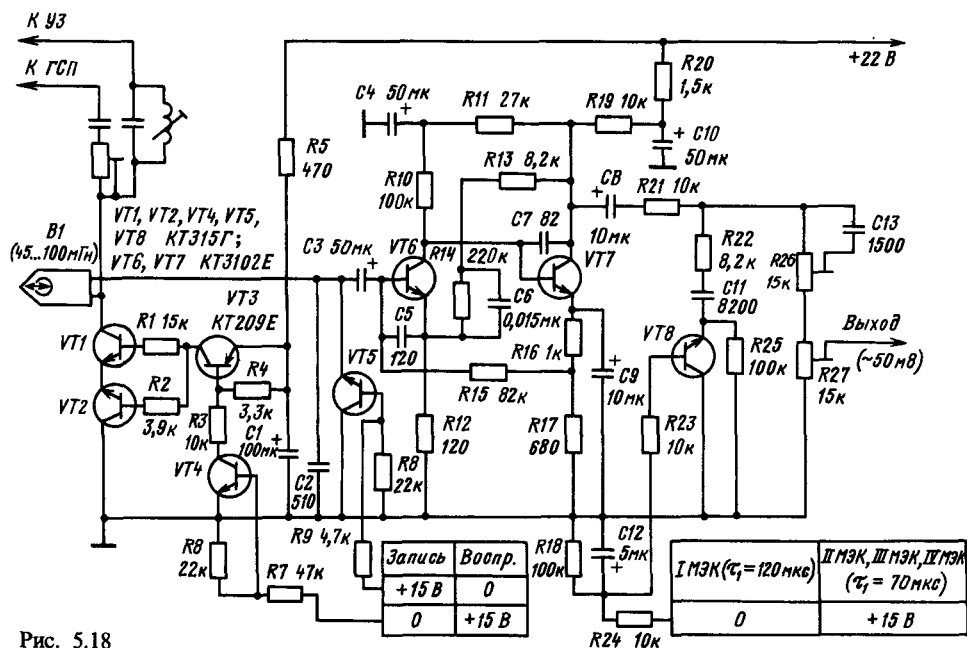 К УЗ
К ГСП
+22 В
R20
1,5к
C4 50мк
+
R11 27к
R19 10к
+ C10
50мк
R5
470
R13 8,2к
R10
100к
C8
+
10мк
R21 10к
C7 82
VT1, VT2, VT4, VT5,
VT8 КТ315Г;
VT6, VT7 КТ3102Е
B1
(45...100мГн)
C3 50мк
+
VT6
R14
220к
VT7
R22
8,2к
C11
8200
C13
1500
R26
15к
C6
0,015мк
VT3
КТ209Е
VT1
R1 15к
C5
120
VT5
R16 1к
VT8
Выход
(~50мВ)
R4
3,3к
R2
3,9к
VT2
R15 82к
+
C9
10мк
R25
100к
R27
15к
R3
10к
C1
100мк
+
R12
120
R17
680
R23
10к
VT4
R8
22к
C2
510
R9 4,7к
R8
22к
R7 47к
R18
100к
C12
5мк
+
R24 10к
Запись Воспр.
+15 В 0
0 +15 В
I МЭК (τ1=120мкс) II МЭК, III МЭК, IV МЭК
(τ1= 70мкс)
0 +15 В
Рис. 5.18